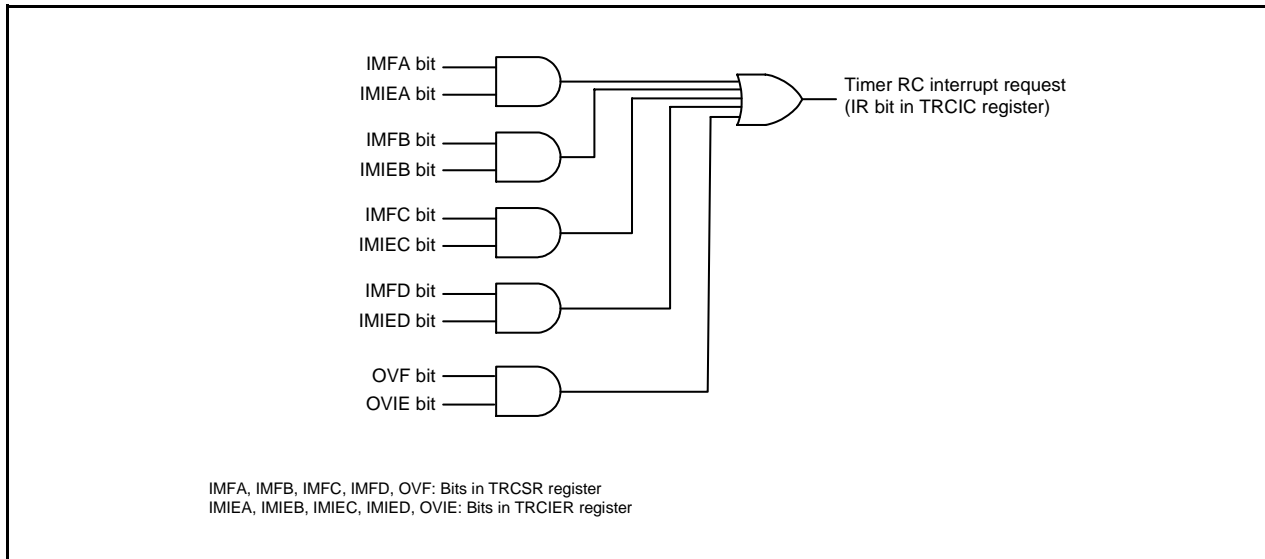 IMFA bit
IMIEA bit
Timer RC interrupt request
(IR bit in TRCIC register)
IMFB bit
IMIEB bit
IMFC bit
IMIEC bit
IMFD bit
IMIED bit
OVF bit
OVIE bit
IMFA, IMFB, IMFC, IMFD, OVF: Bits in TRCSR register
IMIEA, IMIEB, IMIEC, IMIED, OVIE: Bits in TRCIER register